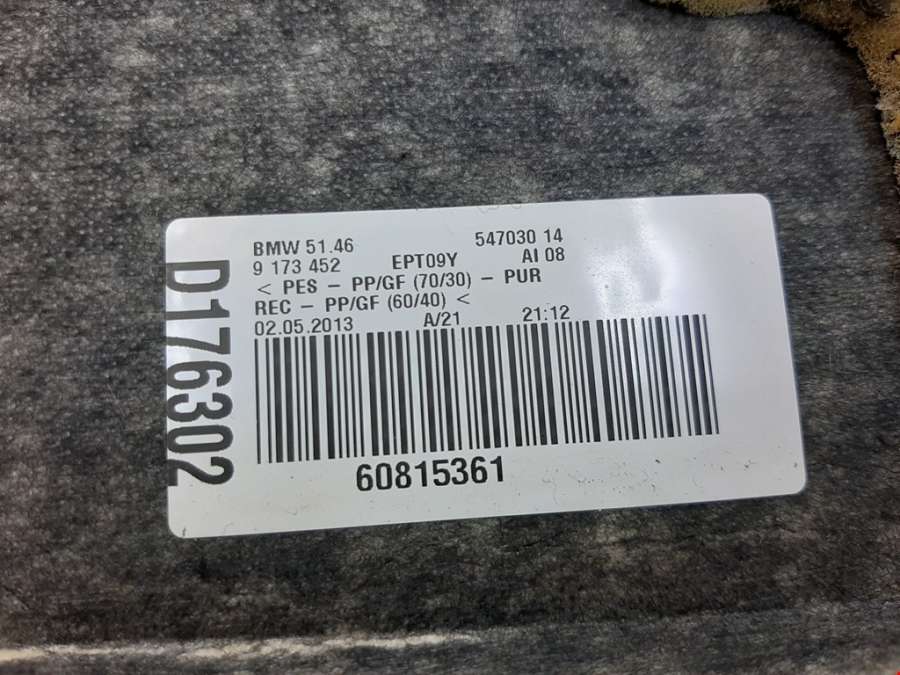 BMW 51.46 547030 14
9 173 452 EPT09Y AI 08
< PES – PP/GF (70/30) – PUR
REC – PP/GF (60/40) <
02.05.2013 A/21 21:12
60815361
D176302